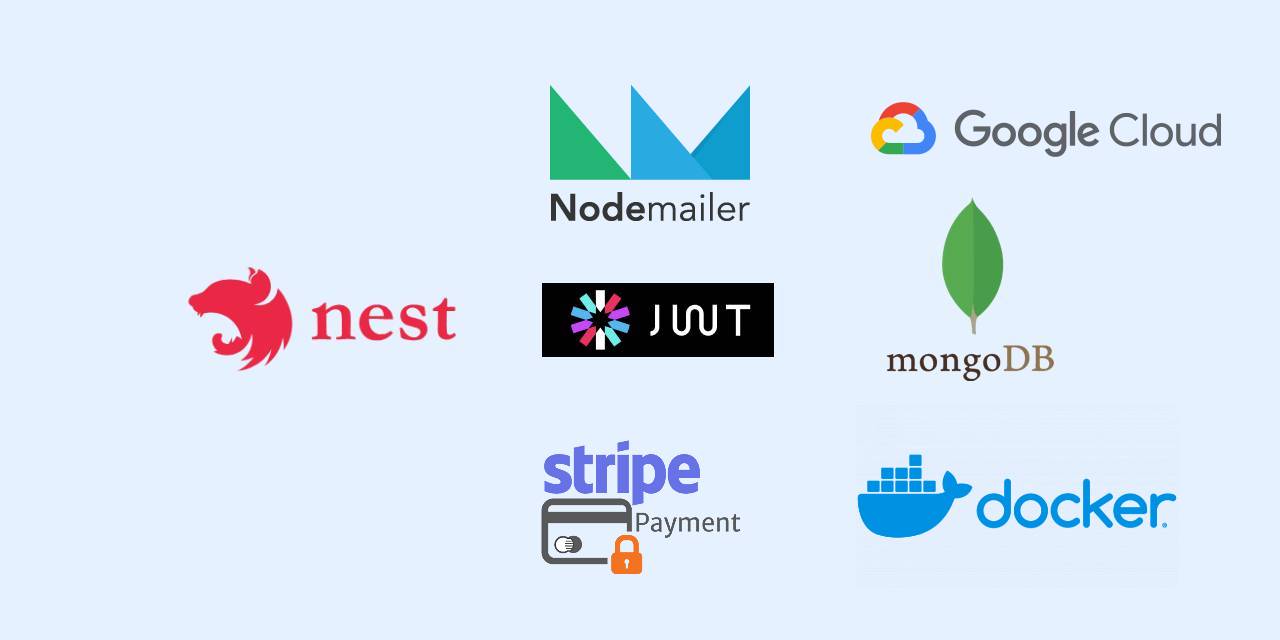 Nodemailer
Google Cloud
nest
JWT
mongoDB
stripe
Payment
docker